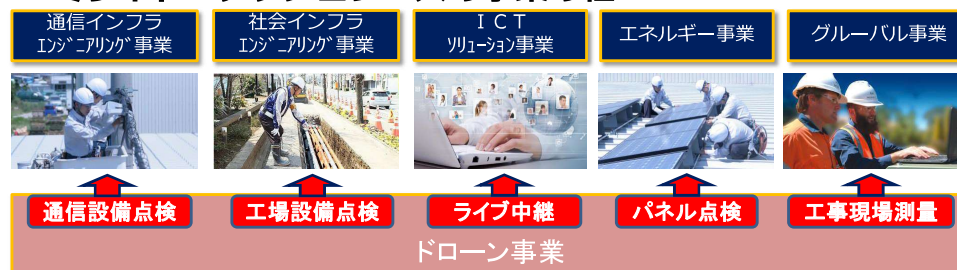 通信インフラ
エンジニアリング事業
社会インフラ
エンジニアリング事業
ICT
ソリューション事業
エネルギー事業
グルーバル事業
通信設備点検
工場設備点検
ライブ中継
パネル点検
工事現場測量
ドローン事業